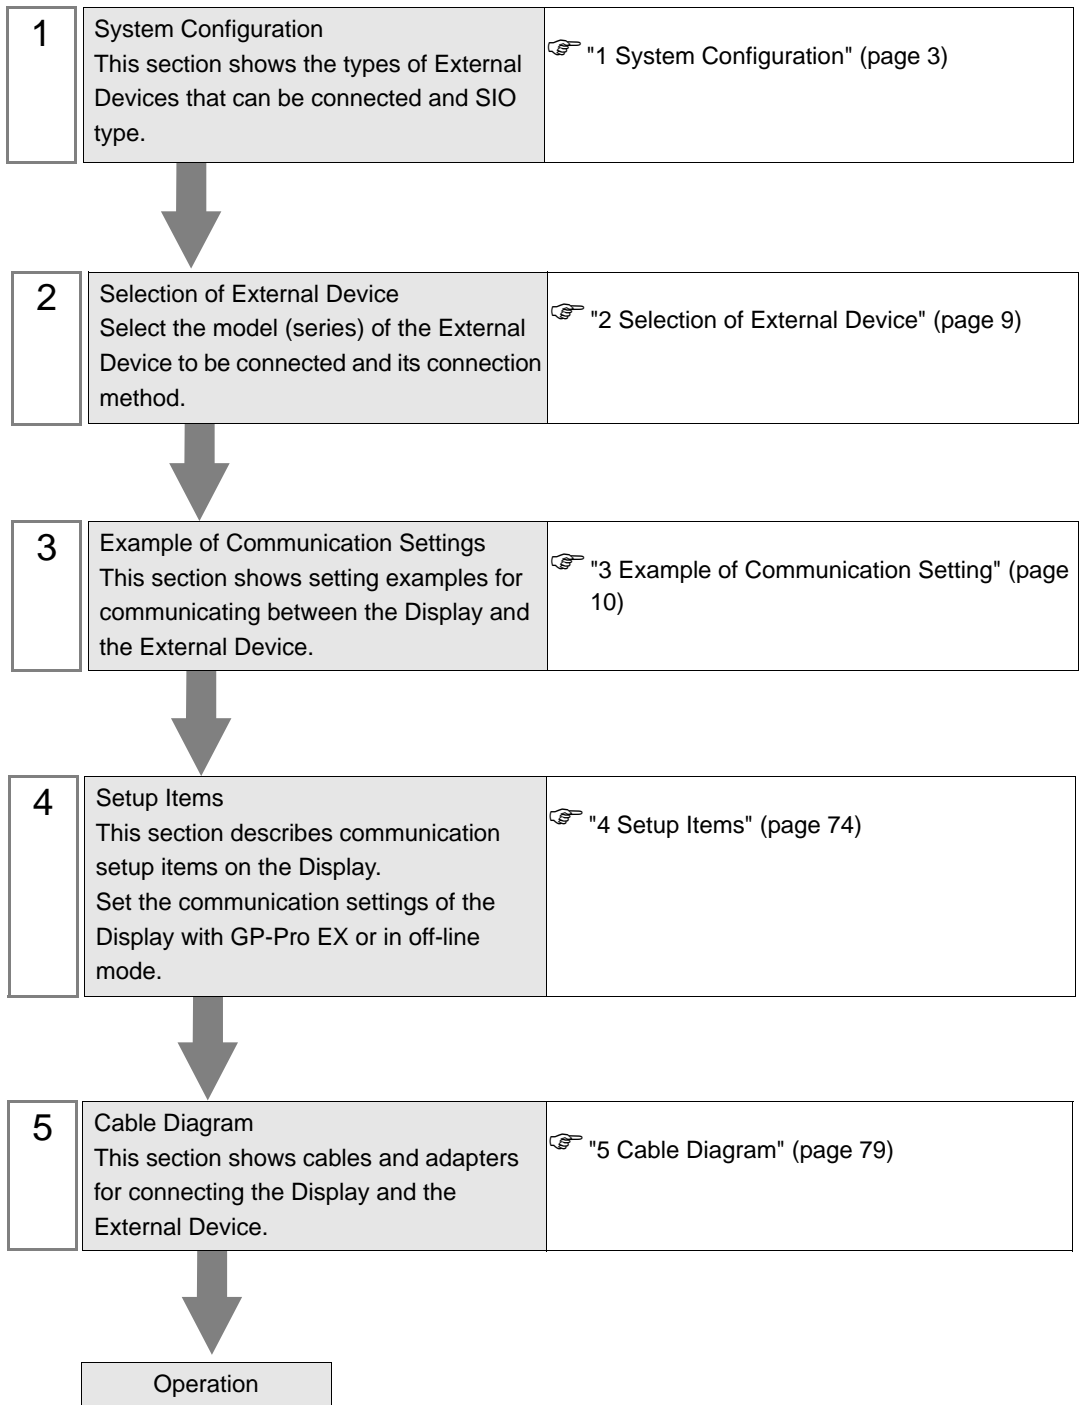 1
System Configuration
This section shows the types of External
Devices that can be connected and SIO
type.
"1 System Configuration" (page 3)
2
Selection of External Device
Select the model (series) of the External
Device to be connected and its connection
method.
"2 Selection of External Device" (page 9)
3
Example of Communication Settings
This section shows setting examples for
communicating between the Display and
the External Device.
"3 Example of Communication Setting" (page
10)
4
Setup Items
This section describes communication
setup items on the Display.
Set the communication settings of the
Display with GP-Pro EX or in off-line
mode.
"4 Setup Items" (page 74)
5
Cable Diagram
This section shows cables and adapters
for connecting the Display and the
External Device.
"5 Cable Diagram" (page 79)
Operation